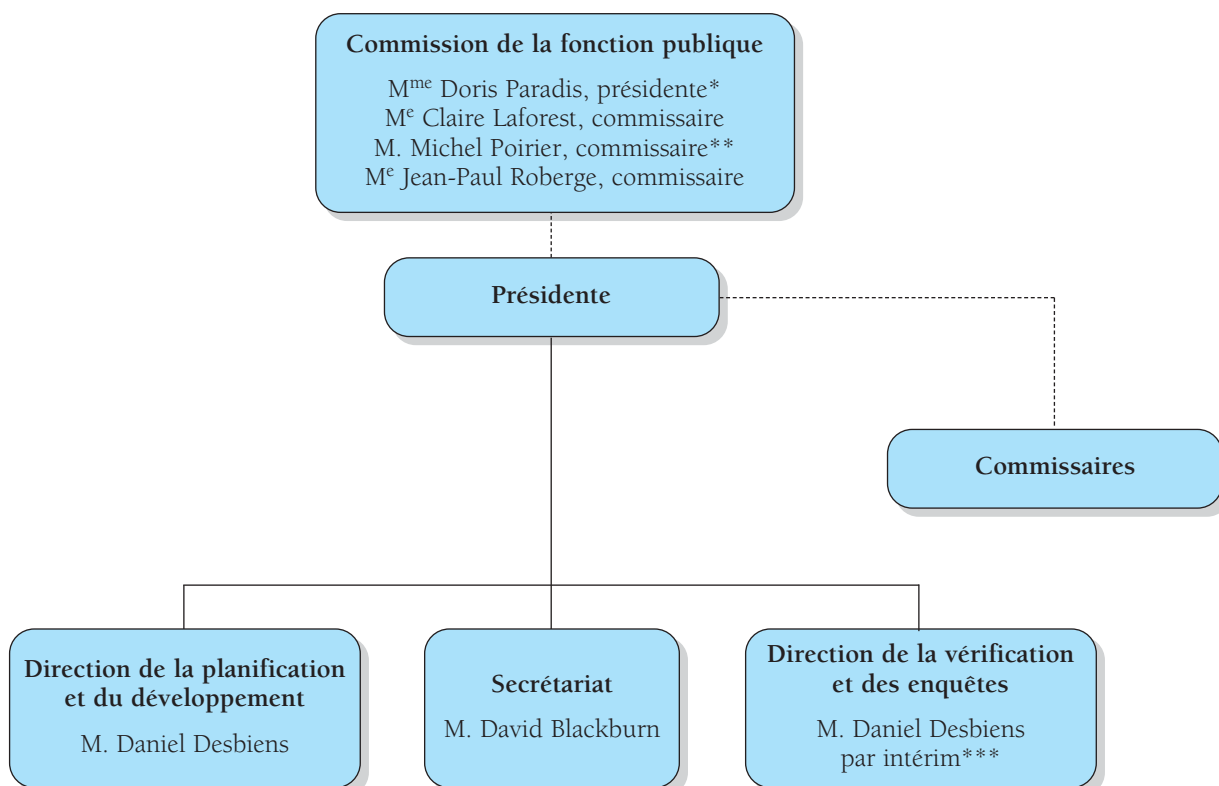 Commission de la fonction publique
Mme Doris Paradis, présidente*
Me Claire Laforest, commissaire
M. Michel Poirier, commissaire**
Me Jean-Paul Roberge, commissaire
Présidente
Commissaires
Direction de la planification
et du développement
M. Daniel Desbiens
Secrétariat
M. David Blackburn
Direction de la vérification
et des enquêtes
M. Daniel Desbiens
par intérim***